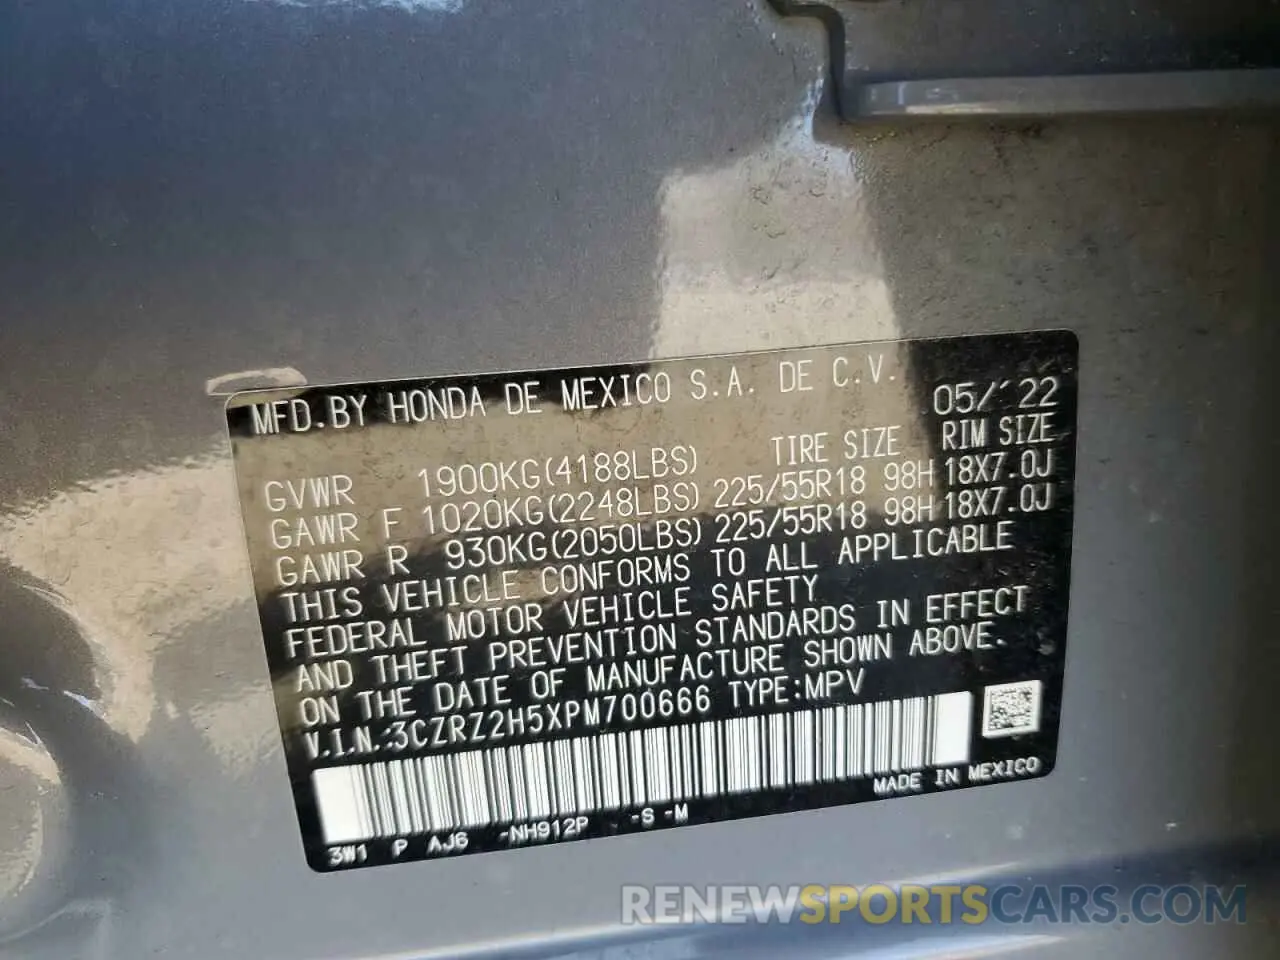 MFD.BY HONDA DE MEXICO S.A. DE C.V. 05/'22
TIRE SIZE RIM SIZE
GVWR 1900KG(4188LBS)
GAWR F 1020KG(2248LBS) 225/55R18 98H 18X7.0J
GAWR R 930KG(2050LBS) 225/55R18 98H 18X7.0J
THIS VEHICLE CONFORMS TO ALL APPLICABLE
FEDERAL MOTOR VEHICLE SAFETY
AND THEFT PREVENTION STANDARDS IN EFFECT
ON THE DATE OF MANUFACTURE SHOWN ABOVE.
V.I.N.:3CZRZ2H5XPM700666 TYPE:MPV
MADE IN MEXICO
3W1 P AJ6 -NH912P -S -M
RENEWSPORTSCARS.COM